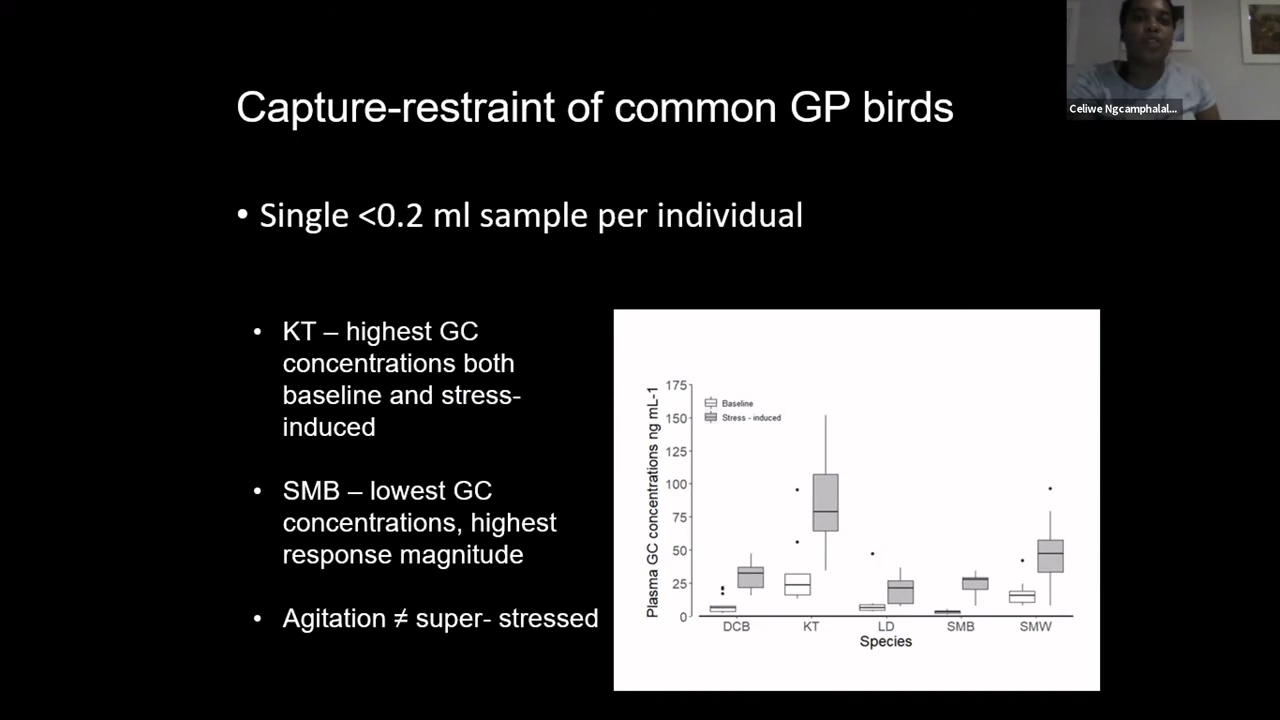 Celiwe Ngcamphalal...
Capture-restraint of common GP birds
• Single <0.2 ml sample per individual
• KT – highest GC
concentrations both
baseline and stress-
induced
• SMB – lowest GC
concentrations, highest
response magnitude
• Agitation ≠ super- stressed
Plasma GC concentrations ng mL-1
175
150
125
100
75
50
25
0
Baseline
Stress - induced
DCB KT LD SMB SMW
Species